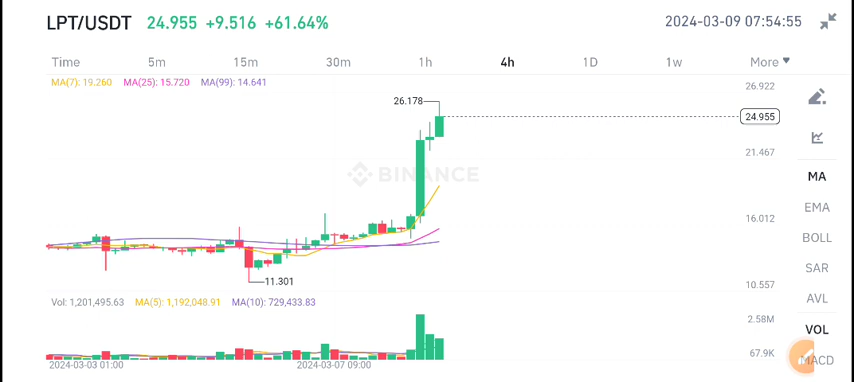 LPT/USDT 24.955 +9.516 +61.64% 2024-03-09 07:54:55
Time 5m 15m 30m 1h 4h 1D 1w More
MA(7): 19.260 MA(25): 15.720 MA(99): 14.641
26.922
26.178
24.955
21.467
BINANCE
16.012
11.301
10.557
MA
EMA
BOLL
SAR
AVL
VOL
MACD
Vol: 1,201,495.63 MA(5): 1,192,048.91 MA(10): 729,433.83
2.58M
67.9K
2024-03-03 01:00 2024-03-07 09:00